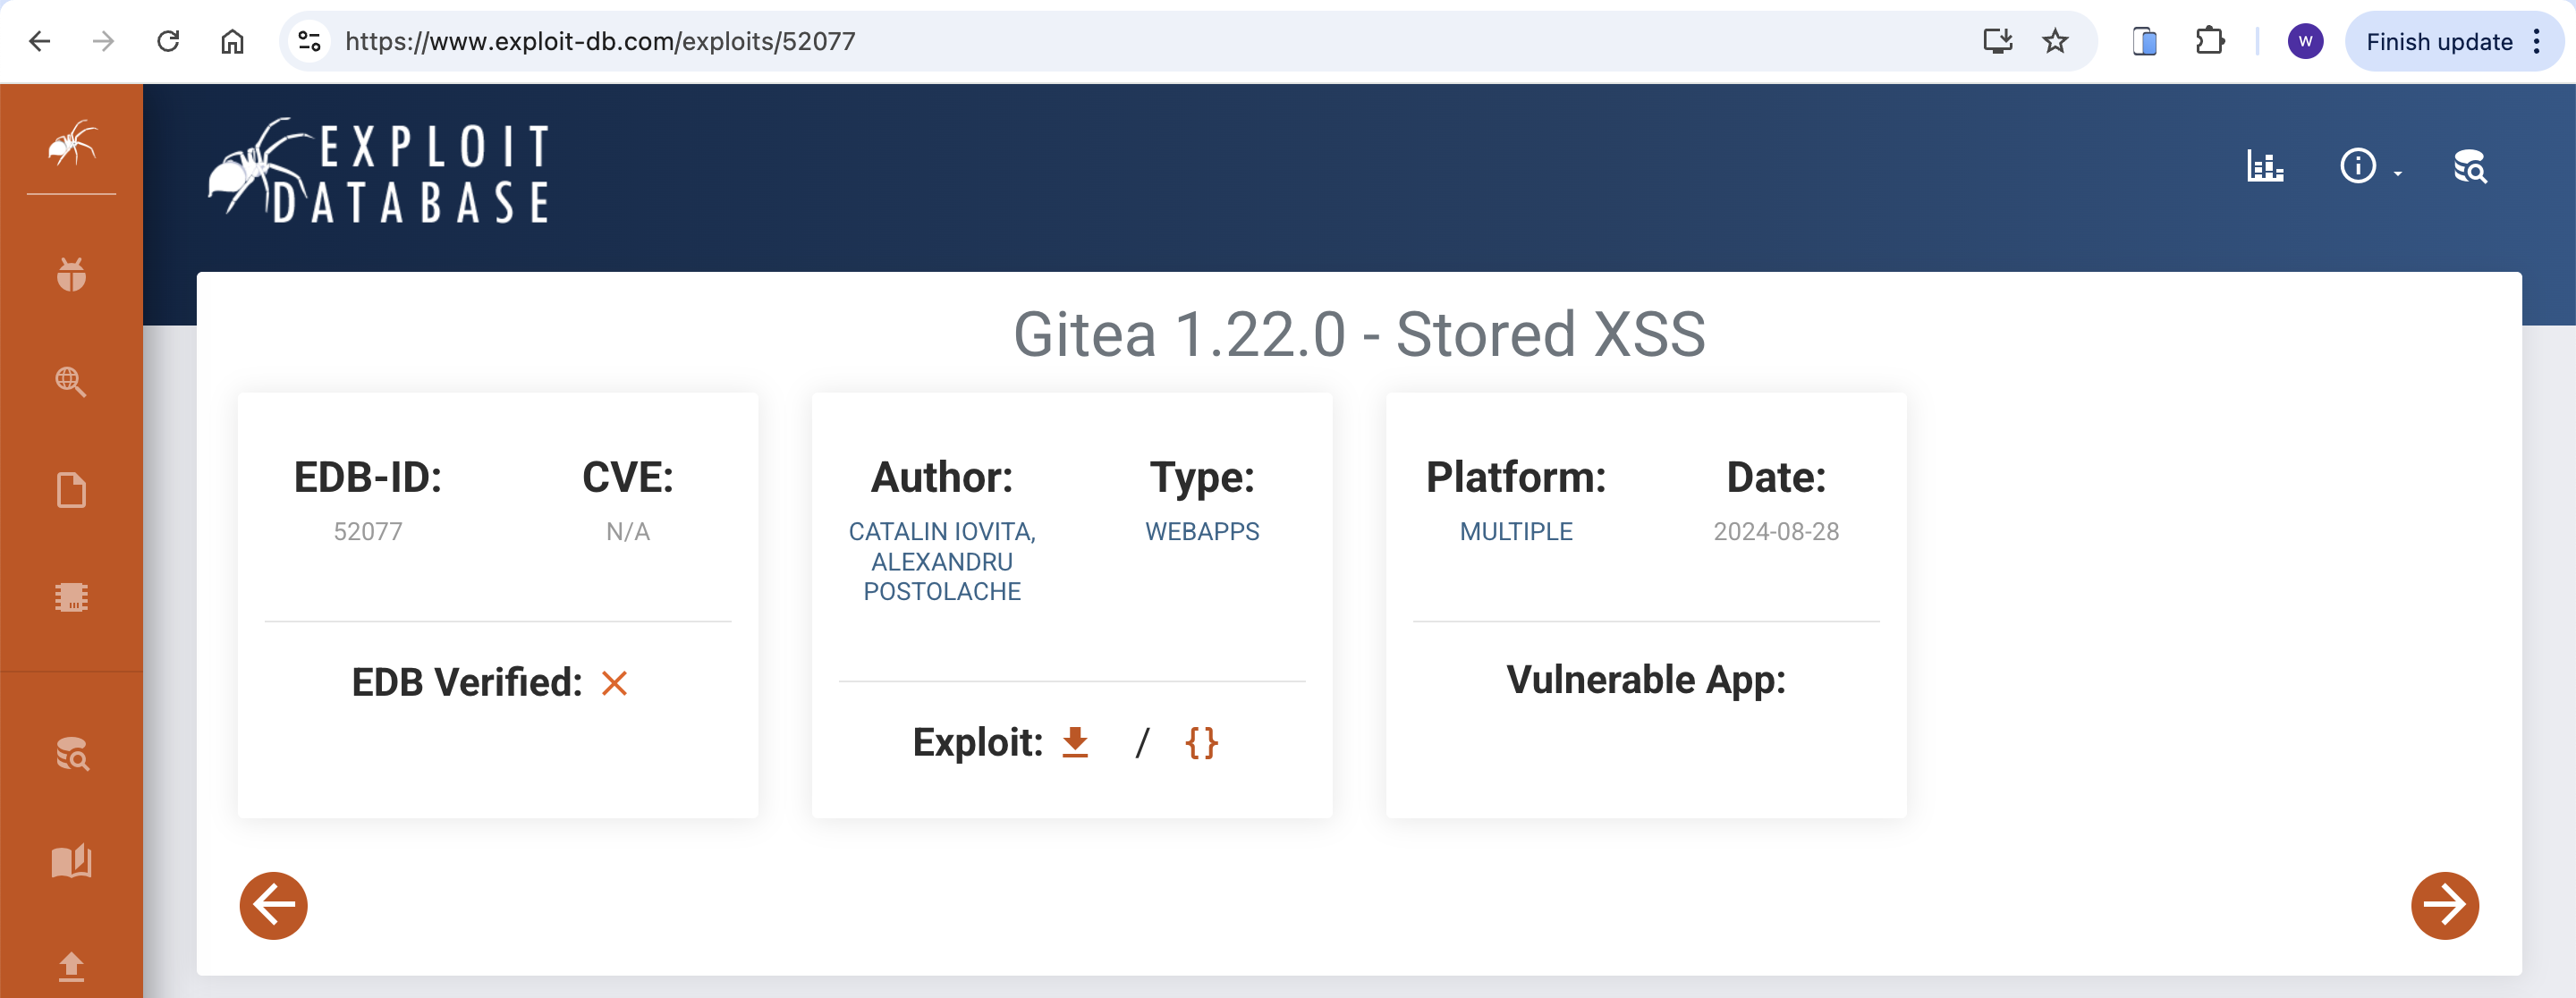 https://www.exploit-db.com/exploits/52077
W
Finish update
EXPLOIT
DATABASE
Gitea 1.22.0 - Stored XSS
EDB-ID:
52077
CVE:
N/A
EDB Verified:
Author:
CATALIN IOVITA,
ALEXANDRU
POSTOLACHE
Type:
WEBAPPS
Exploit:
/
{}
Platform:
MULTIPLE
Date:
2024-08-28
Vulnerable App: